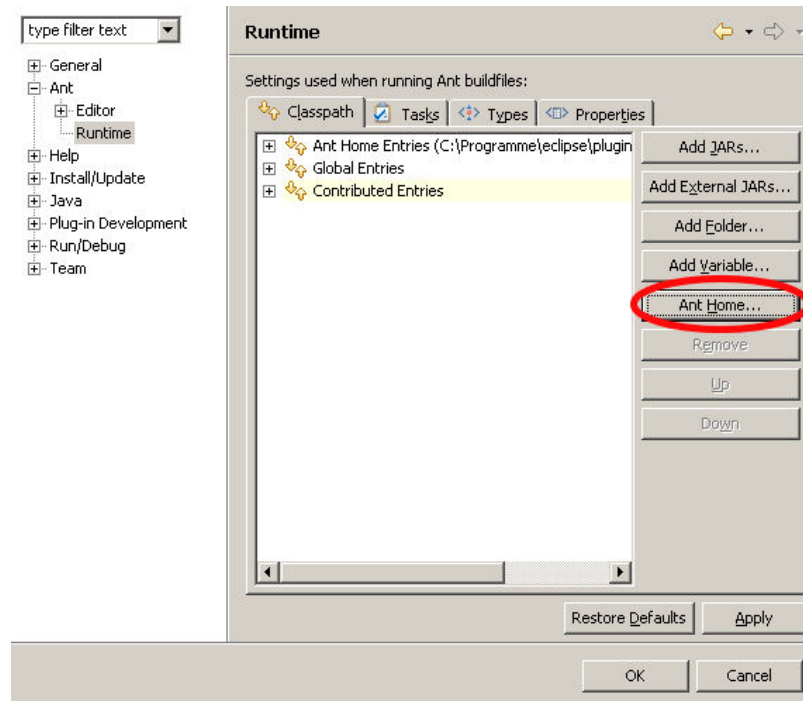 type filter text
Runtime
General
Ant
Editor
Runtime
Help
Install/Update
Java
Plug-in Development
Run/Debug
Team
Settings used when running Ant buildfiles:
Classpath Tasks Types Properties
Ant Home Entries (C:\Programme\eclipse\plugin
Global Entries
Contributed Entries
Add JARs...
Add External JARs...
Add Folder...
Add Variable...
Ant Home...
Remove
Up
Down
Restore Defaults Apply
OK Cancel